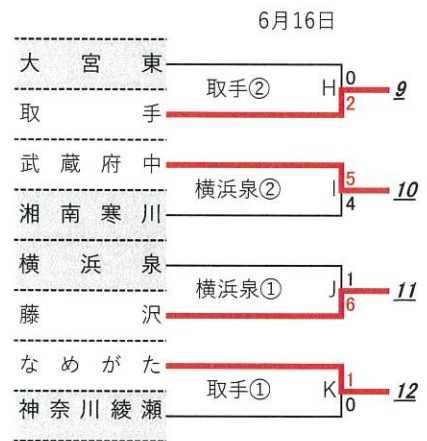 6月16日
大宮東
取手② H 0
2 9
取手
武蔵府中
横浜泉② I 5
4 10
湘南寒川
横浜泉
横浜泉① J 1
6 11
藤沢
なめがた
取手① K 1
0 12
神奈川綾瀬